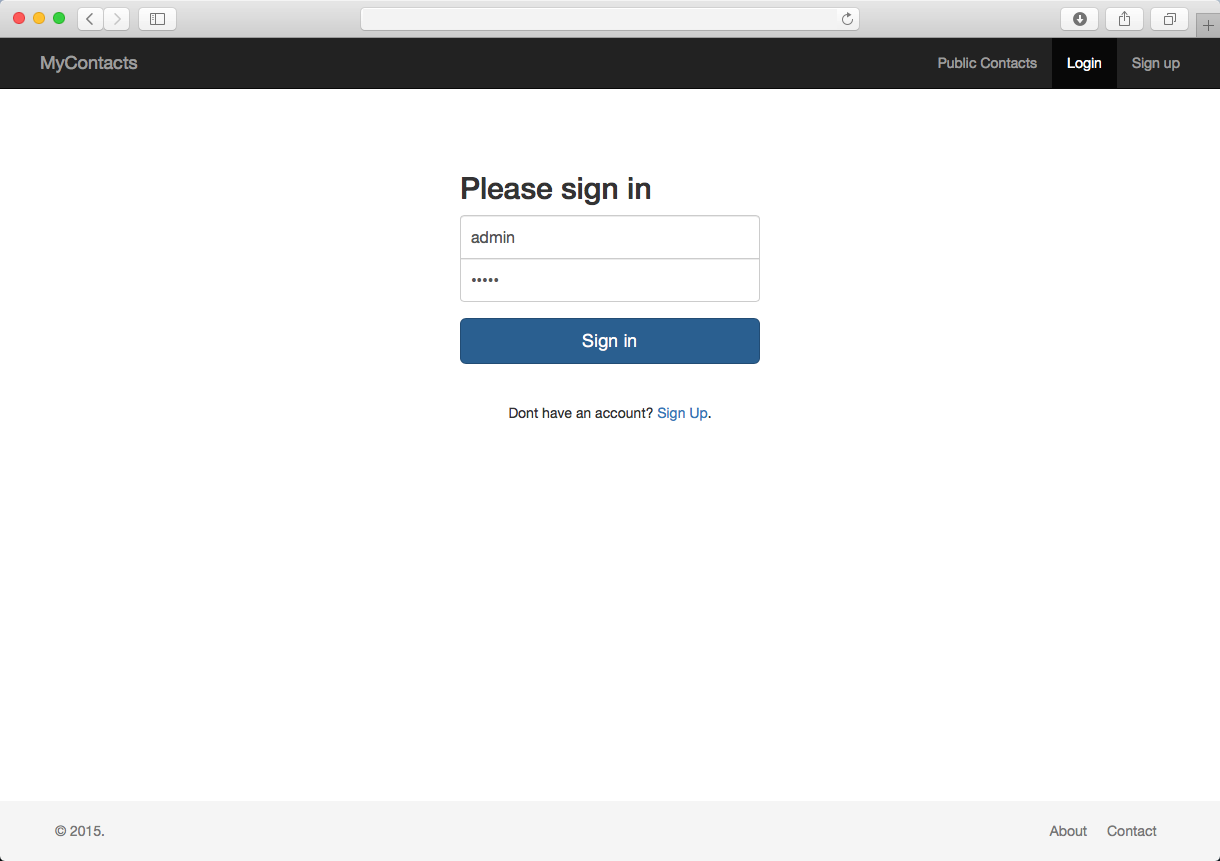 MyContacts
Public Contacts
Login
Sign up
Please sign in
admin
•••••
Sign in
Dont have an account? Sign Up.
© 2015.
About
Contact